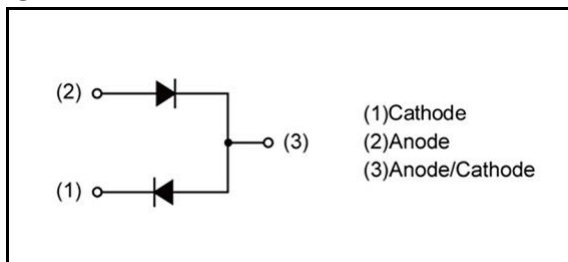 (2)
(3)
(1)
(1)Cathode
(2)Anode
(3)Anode/Cathode